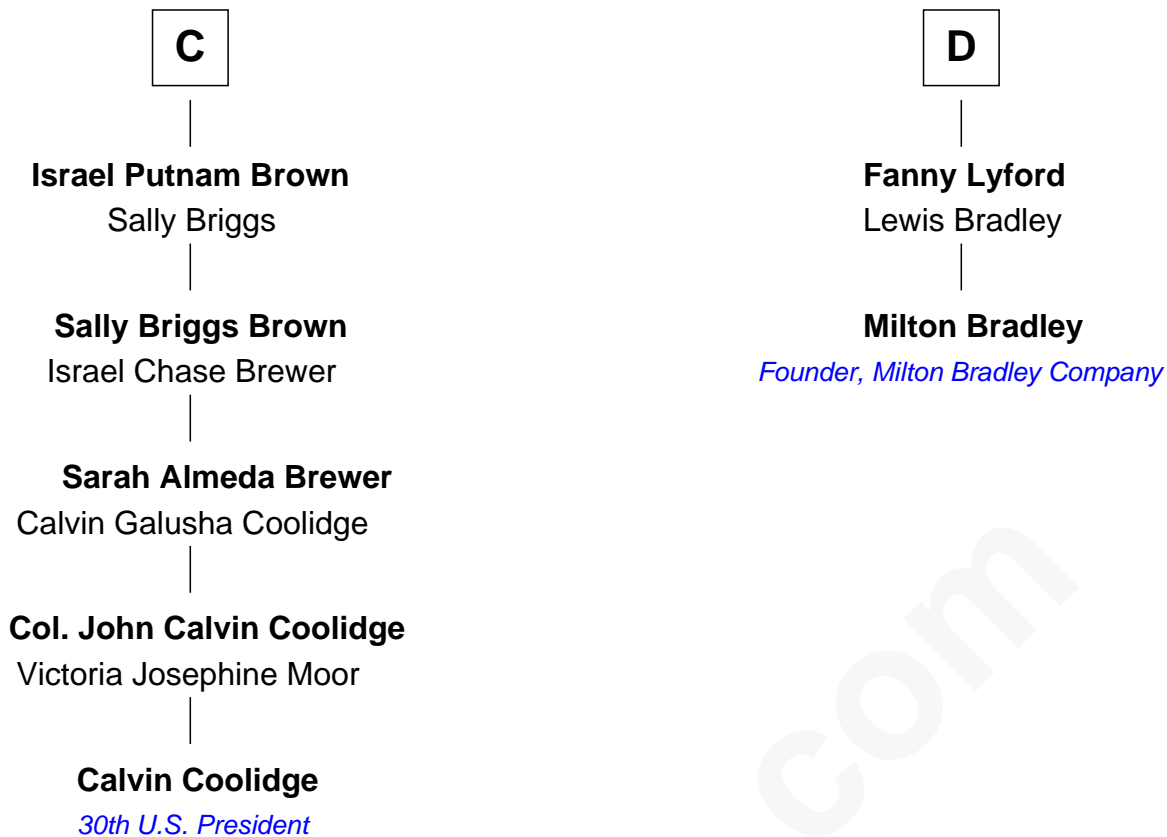 C
Israel Putnam Brown
Sally Briggs
Sally Briggs Brown
Israel Chase Brewer
Sarah Almeda Brewer
Calvin Galusha Coolidge
Col. John Calvin Coolidge
Victoria Josephine Moor
Calvin Coolidge
30th U.S. President
D
Fanny Lyford
Lewis Bradley
Milton Bradley
Founder, Milton Bradley Company
com